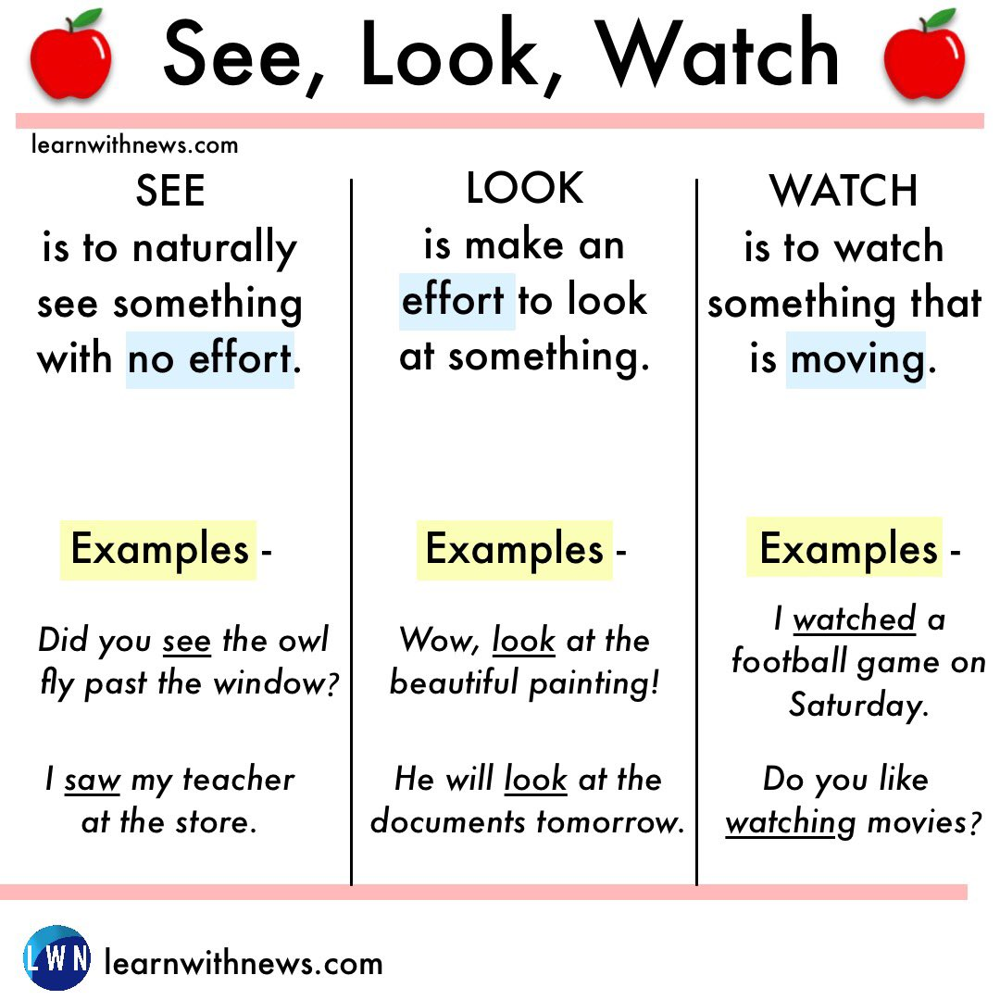 See, Look, Watch
learnwithnews.com
SEE
is to naturally
see something
with no effort.
Examples -
Did you see the owl
fly past the window?
I saw my teacher
at the store.
LOOK
is make an
effort to look
at something.
Examples -
Wow, look at the
beautiful painting!
He will look at the
documents tomorrow.
WATCH
is to watch
something that
is moving.
Examples -
I watched a
football game on
Saturday.
Do you like
watching movies?
LWN
learnwithnews.com